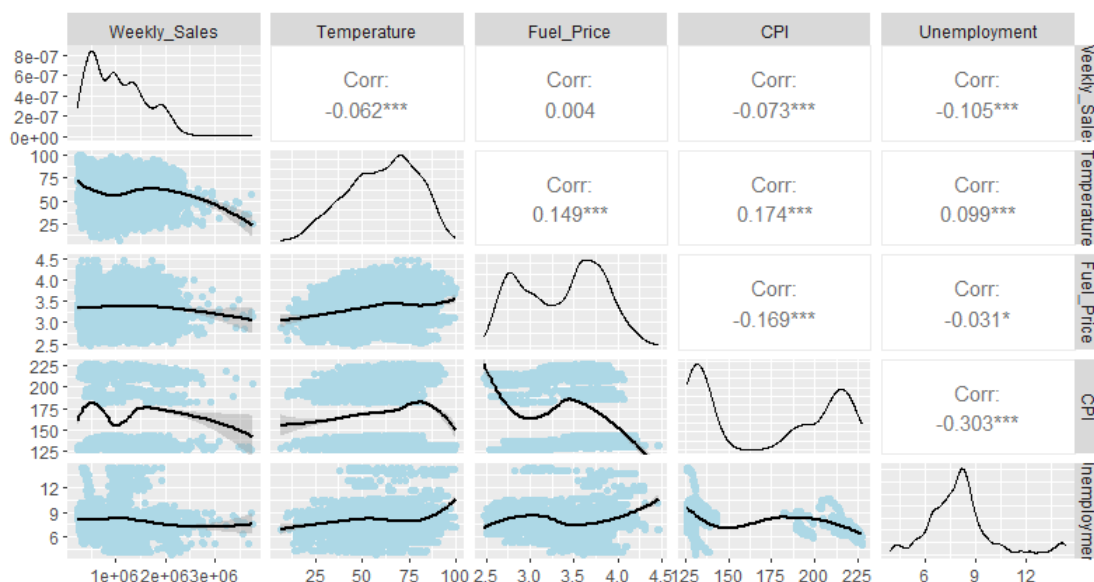 Weekly_Sales Temperature Fuel_Price CPI Unemployment
8e-07
6e-07
4e-07
2e-07
0e+00
Corr:
-0.062***
Corr:
0.004
Corr:
-0.073***
Corr:
-0.105***
Weekly_Sales
100
75
50
25
Corr:
0.149***
Corr:
0.174***
Corr:
0.099***
Temperature
4.5
4.0
3.5
3.0
2.5
Corr:
-0.169***
Corr:
-0.031*
Fuel_Price
225
200
175
150
125
Corr:
-0.303***
CPI
12
9
6
Unemployment
1e+062e+063e+06
25 50 75 100
2.5 3.0 3.5 4.0 4.5
125 150 175 200 225
6 9 12